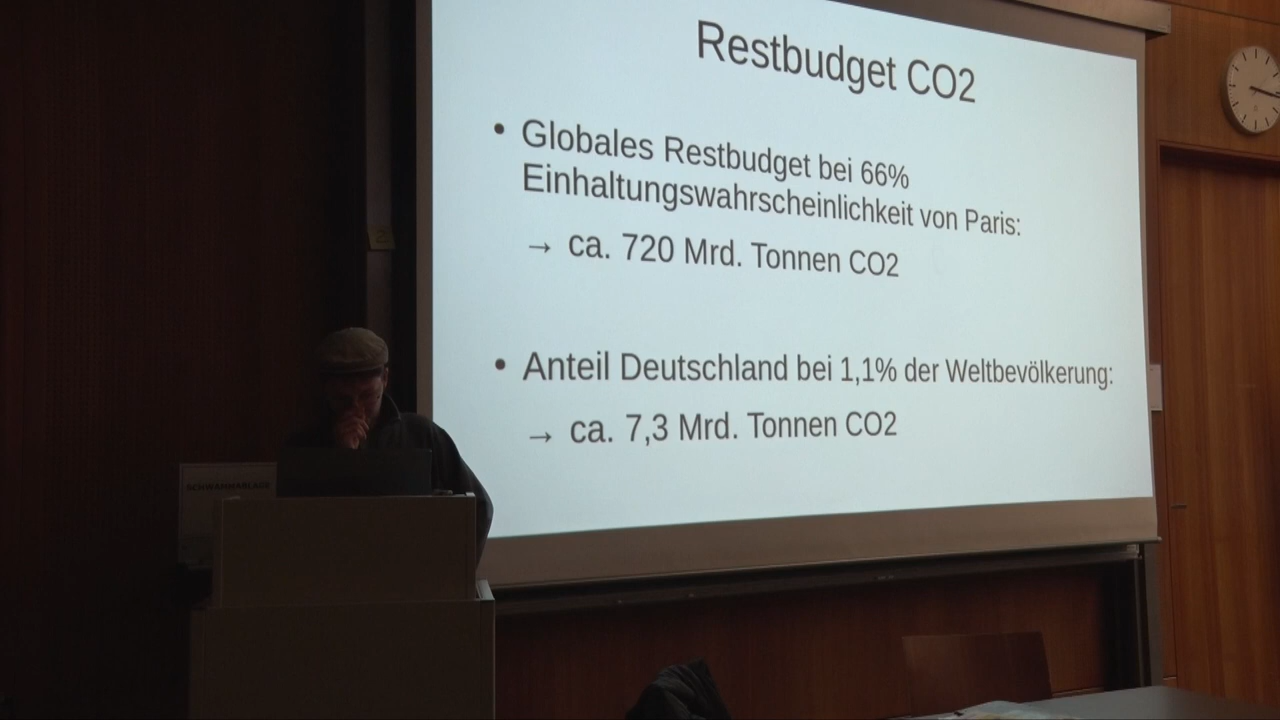 Restbudget CO2
• Globales Restbudget bei 66%
Einhaltungswahrscheinlichkeit von Paris:
→ ca. 720 Mrd. Tonnen CO2
• Anteil Deutschland bei 1,1% der Weltbevölkerung:
→ ca. 7,3 Mrd. Tonnen CO2
SCHWAMMABLAGE